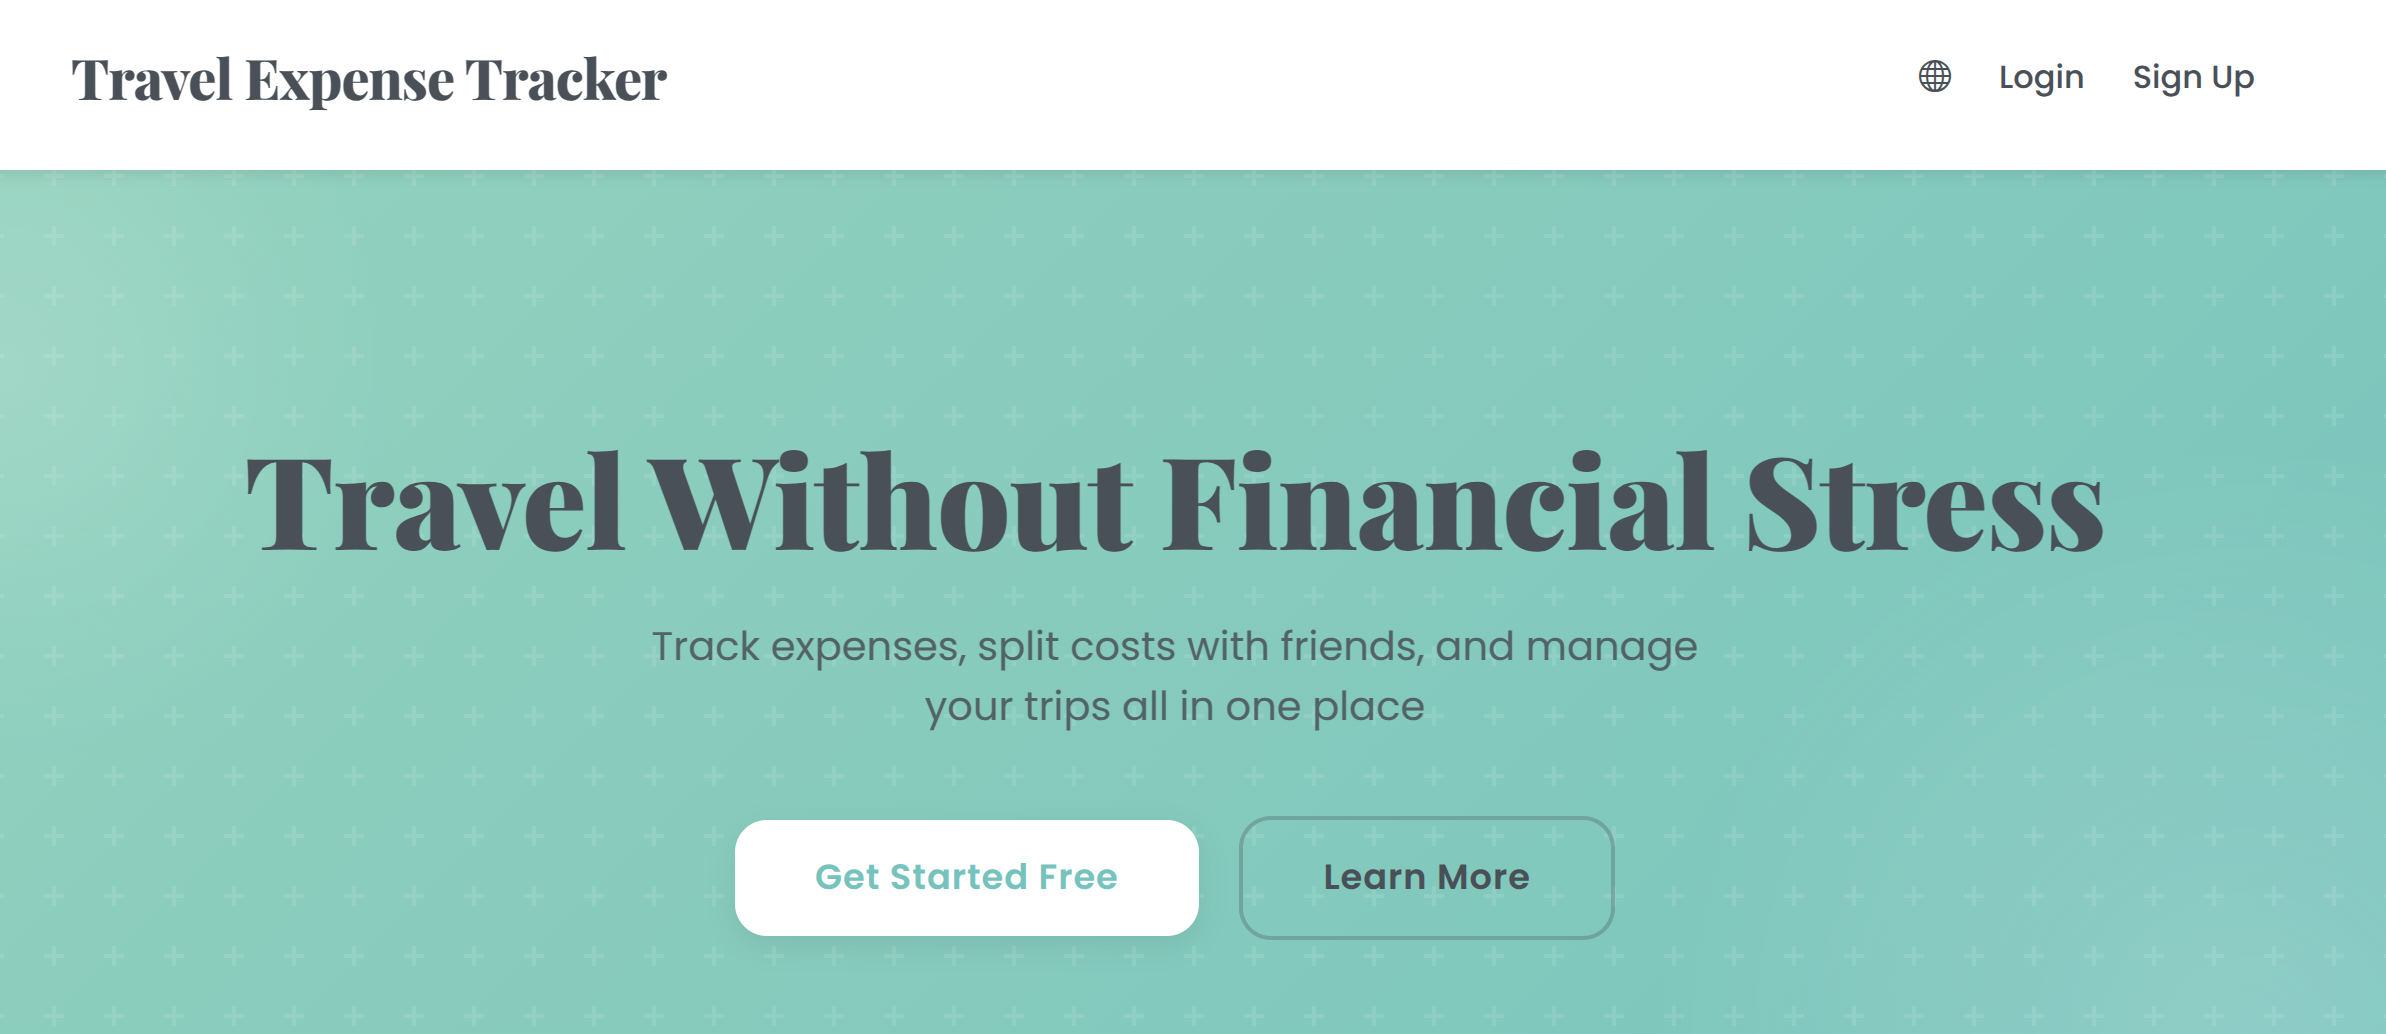 Travel Expense Tracker
Login
Sign Up
Travel Without Financial Stress
Track expenses, split costs with friends, and manage
your trips all in one place
Get Started Free
Learn More